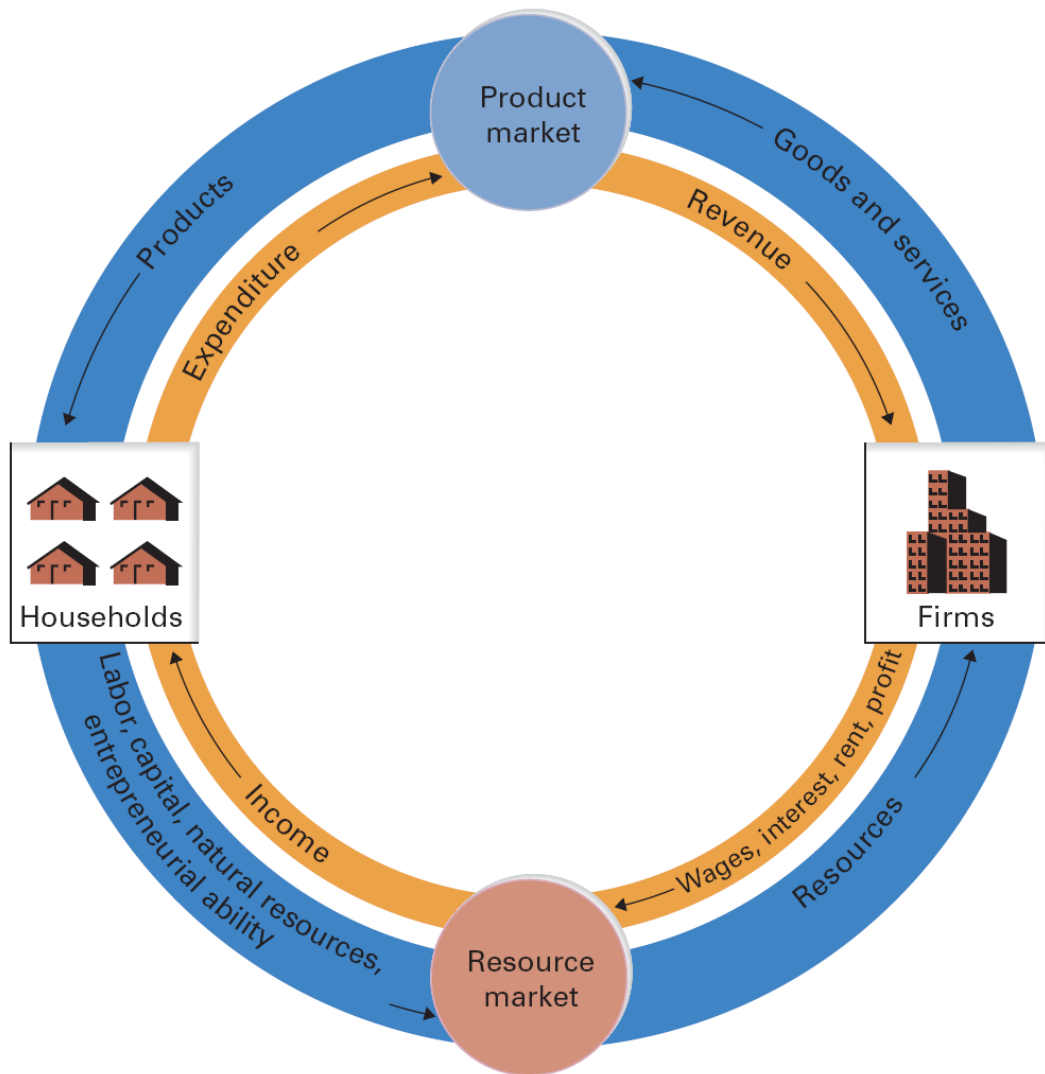 Product
market
Goods and services
Revenue
Products
Expenditure
Households
Firms
Labor, capital, natural resources,
entrepreneurial ability
Income
Wages, interest, rent, profit
Resources
Resource
market